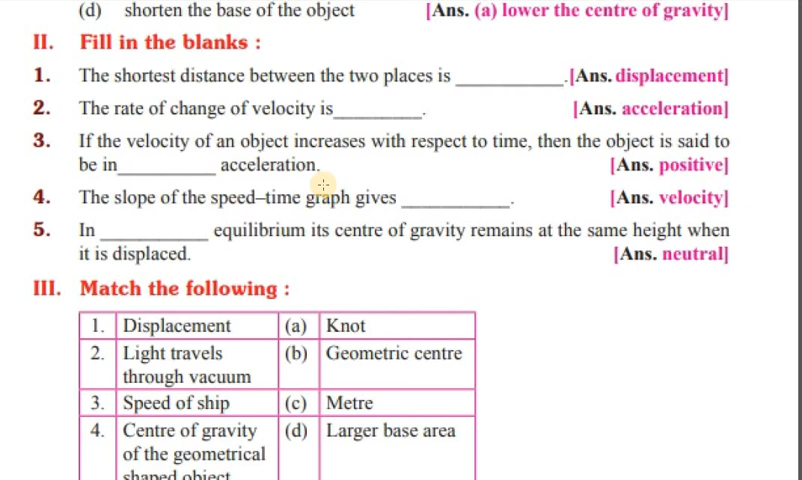 (d) shorten the base of the object [Ans. (a) lower the centre of gravity]
II. Fill in the blanks :
1. The shortest distance between the two places is ___________.[Ans. displacement]
2. The rate of change of velocity is_________. [Ans. acceleration]
3. If the velocity of an object increases with respect to time, then the object is said to
be in__________ acceleration. [Ans. positive]
4. The slope of the speed–time graph gives ___________. [Ans. velocity]
5. In ___________ equilibrium its centre of gravity remains at the same height when
it is displaced. [Ans. neutral]
III. Match the following :
1. Displacement (a) Knot
2. Light travels (b) Geometric centre
through vacuum
3. Speed of ship (c) Metre
4. Centre of gravity (d) Larger base area
of the geometrical
shaped object